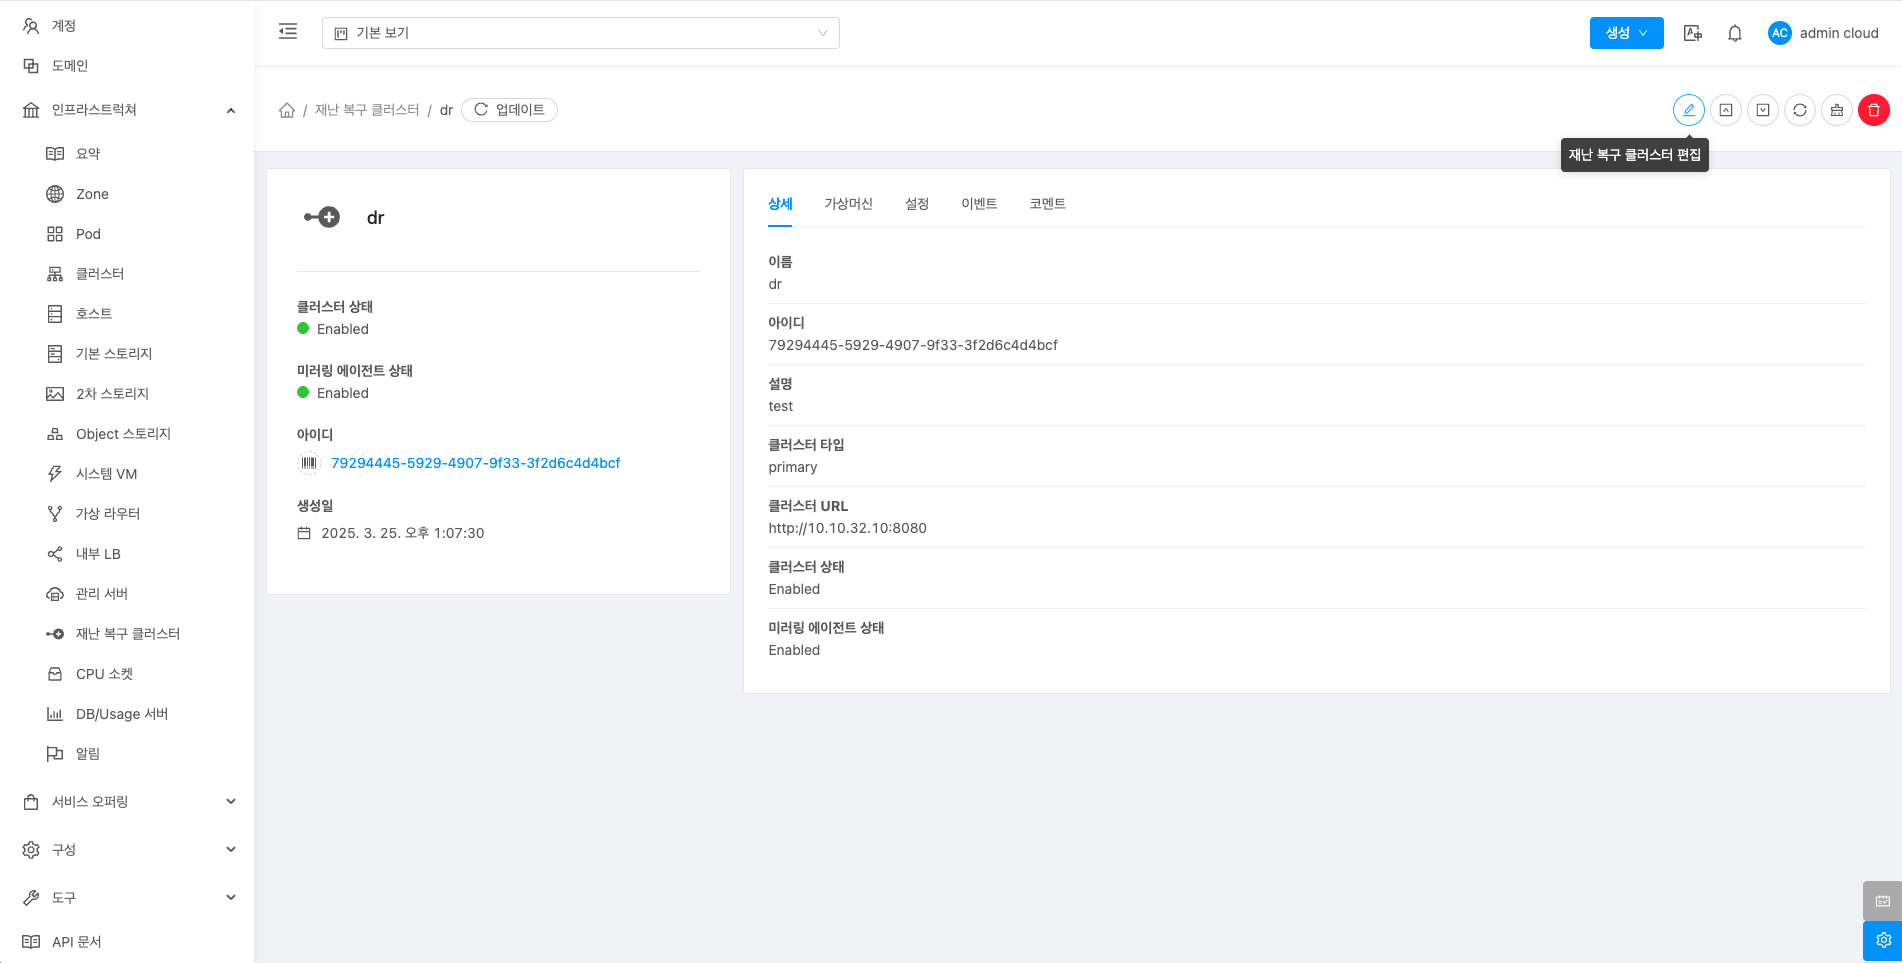 계정
도메인
인프라스트럭쳐
요약
Zone
Pod
클러스터
호스트
기본 스토리지
2차 스토리지
Object 스토리지
시스템 VM
가상 라우터
내부 LB
관리 서버
재난 복구 클러스터
CPU 소켓
DB/Usage 서버
알림
서비스 오퍼링
구성
도구
API 문서
기본 보기
생성
AC admin cloud
/ 재난 복구 클러스터 / dr 업데이트
재난 복구 클러스터 편집
dr
클러스터 상태
Enabled
미러링 에이전트 상태
Enabled
아이디
79294445-5929-4907-9f33-3f2d6c4d4bcf
생성일
2025. 3. 25. 오후 1:07:30
상세 가상머신 설정 이벤트 코멘트
이름
dr
아이디
79294445-5929-4907-9f33-3f2d6c4d4bcf
설명
test
클러스터 타입
primary
클러스터 URL
http://10.10.32.10:8080
클러스터 상태
Enabled
미러링 에이전트 상태
Enabled